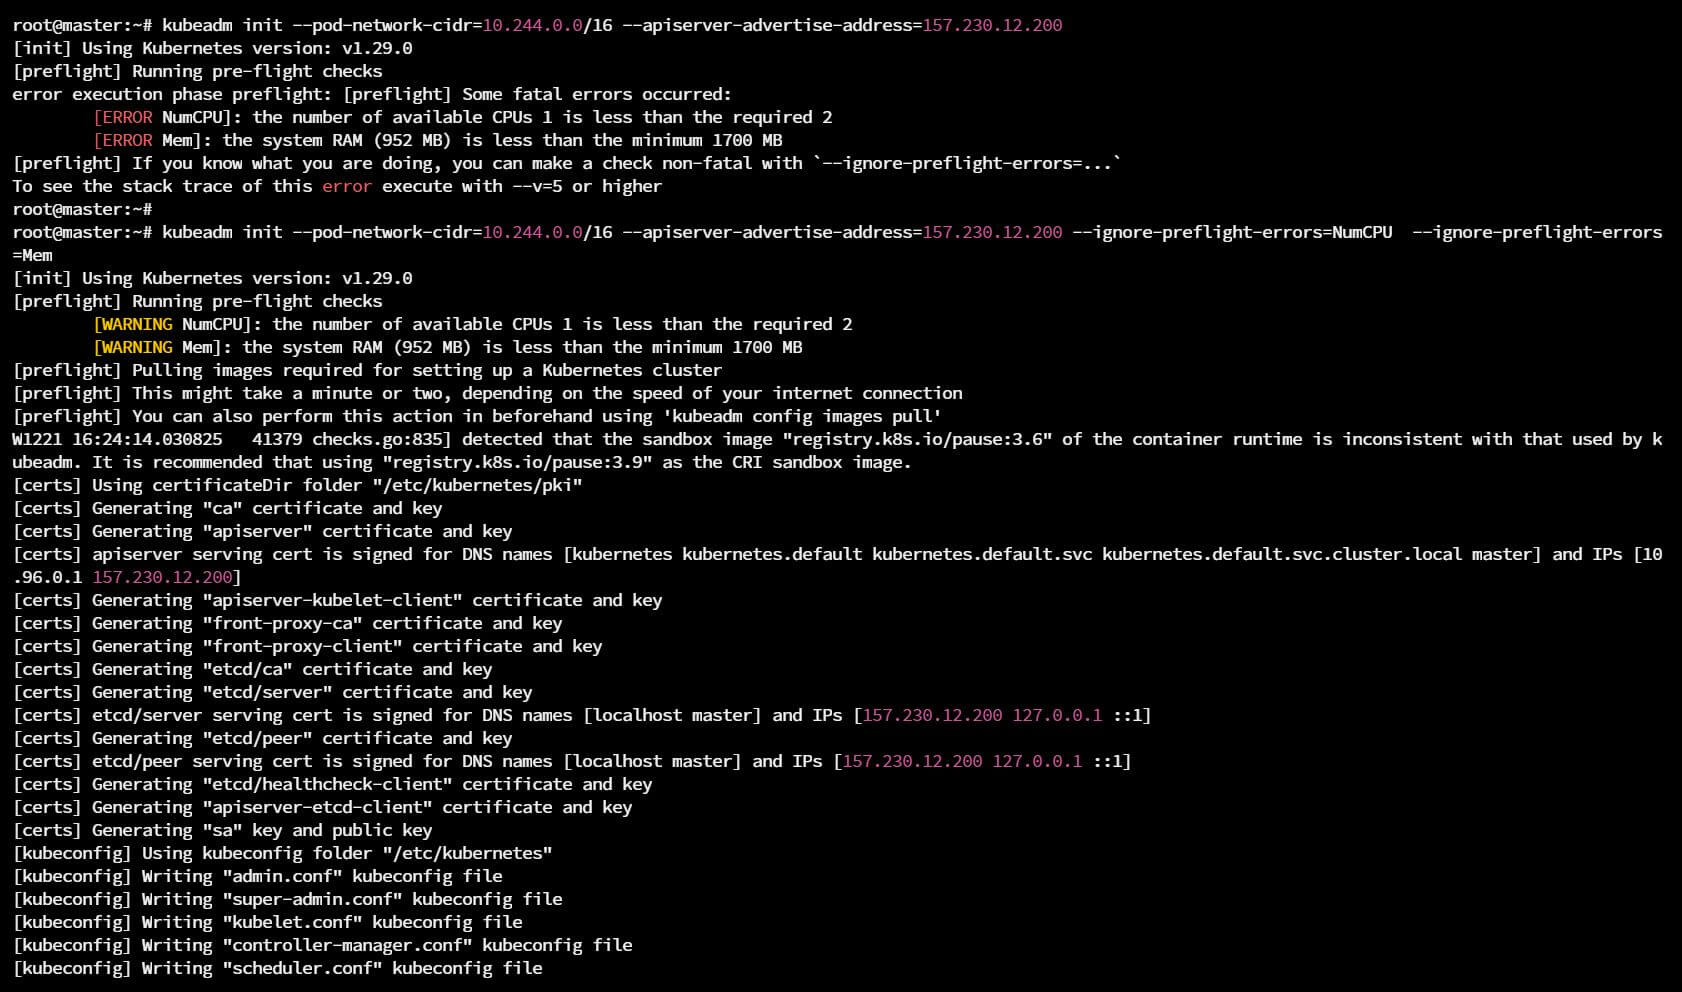 root@master:~# kubeadm init --pod-network-cidr=10.244.0.0/16 --apiserver-advertise-address=157.230.12.200
[init] Using Kubernetes version: v1.29.0
[preflight] Running pre-flight checks
error execution phase preflight: [preflight] Some fatal errors occurred:
        [ERROR NumCPU]: the number of available CPUs 1 is less than the required 2
        [ERROR Mem]: the system RAM (952 MB) is less than the minimum 1700 MB
[preflight] If you know what you are doing, you can make a check non-fatal with `--ignore-preflight-errors=...`
To see the stack trace of this error execute with --v=5 or higher
root@master:~#
root@master:~# kubeadm init --pod-network-cidr=10.244.0.0/16 --apiserver-advertise-address=157.230.12.200 --ignore-preflight-errors=NumCPU  --ignore-preflight-errors
=Mem
[init] Using Kubernetes version: v1.29.0
[preflight] Running pre-flight checks
        [WARNING NumCPU]: the number of available CPUs 1 is less than the required 2
        [WARNING Mem]: the system RAM (952 MB) is less than the minimum 1700 MB
[preflight] Pulling images required for setting up a Kubernetes cluster
[preflight] This might take a minute or two, depending on the speed of your internet connection
[preflight] You can also perform this action in beforehand using 'kubeadm config images pull'
W1221 16:24:14.030825   41379 checks.go:835] detected that the sandbox image "registry.k8s.io/pause:3.6" of the container runtime is inconsistent with that used by k
ubeadm. It is recommended that using "registry.k8s.io/pause:3.9" as the CRI sandbox image.
[certs] Using certificateDir folder "/etc/kubernetes/pki"
[certs] Generating "ca" certificate and key
[certs] Generating "apiserver" certificate and key
[certs] apiserver serving cert is signed for DNS names [kubernetes kubernetes.default kubernetes.default.svc kubernetes.default.svc.cluster.local master] and IPs [10
.96.0.1 157.230.12.200]
[certs] Generating "apiserver-kubelet-client" certificate and key
[certs] Generating "front-proxy-ca" certificate and key
[certs] Generating "front-proxy-client" certificate and key
[certs] Generating "etcd/ca" certificate and key
[certs] Generating "etcd/server" certificate and key
[certs] etcd/server serving cert is signed for DNS names [localhost master] and IPs [157.230.12.200 127.0.0.1 ::1]
[certs] Generating "etcd/peer" certificate and key
[certs] etcd/peer serving cert is signed for DNS names [localhost master] and IPs [157.230.12.200 127.0.0.1 ::1]
[certs] Generating "etcd/healthcheck-client" certificate and key
[certs] Generating "apiserver-etcd-client" certificate and key
[certs] Generating "sa" key and public key
[kubeconfig] Using kubeconfig folder "/etc/kubernetes"
[kubeconfig] Writing "admin.conf" kubeconfig file
[kubeconfig] Writing "super-admin.conf" kubeconfig file
[kubeconfig] Writing "kubelet.conf" kubeconfig file
[kubeconfig] Writing "controller-manager.conf" kubeconfig file
[kubeconfig] Writing "scheduler.conf" kubeconfig file